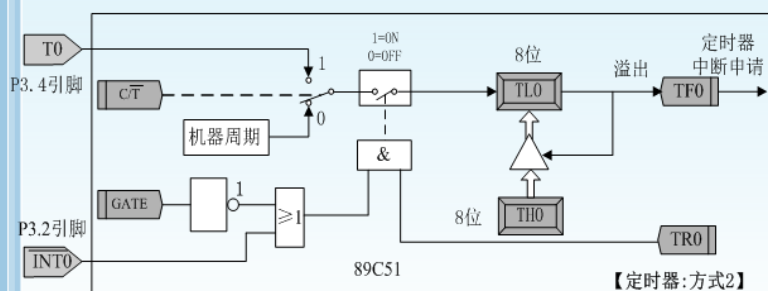 T0
P3.4引脚
C/T̅
机器周期
1
0
1=ON
0=OFF
&
8位
TL0
溢出
TF0
定时器
中断申请
GATE
1
≥1
P3.2引脚
I̅N̅T̅0̅
8位
TH0
TR0
89C51
【定时器:方式2】